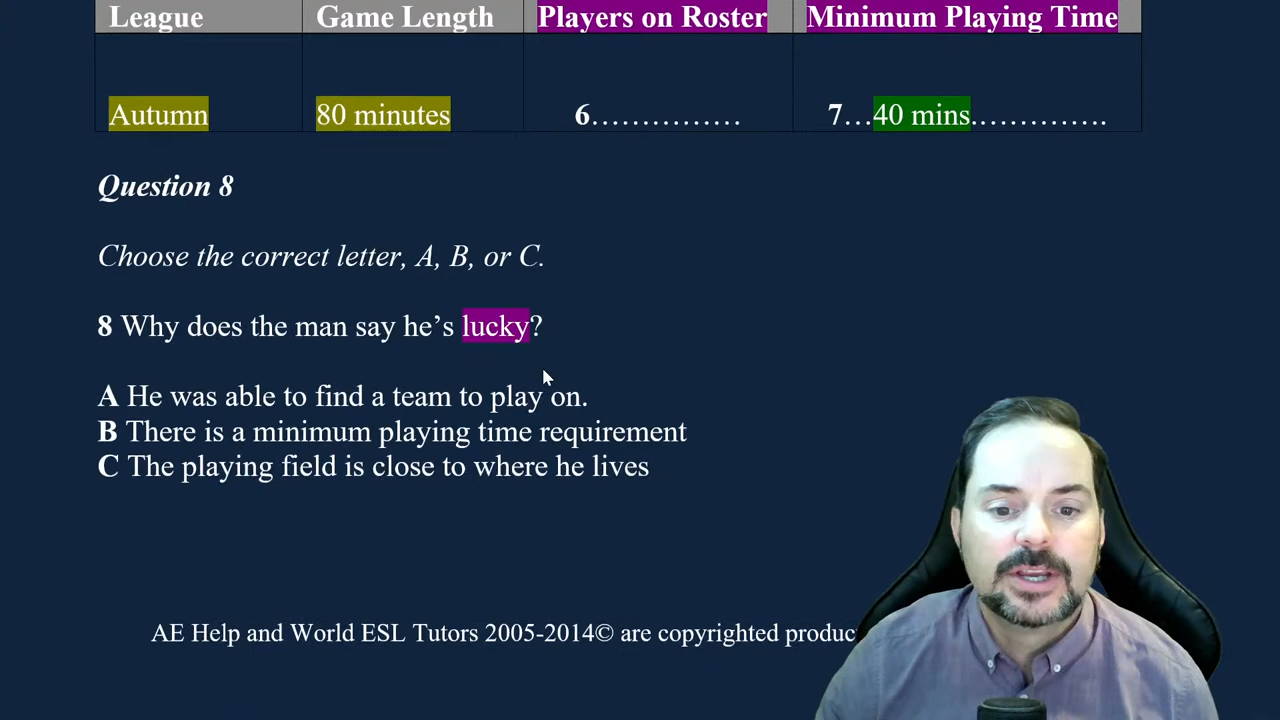 League Game Length Players on Roster Minimum Playing Time
Autumn 80 minutes 6…………… 7…40 mins…………….
Question 8
Choose the correct letter, A, B, or C.
8 Why does the man say he’s lucky?
A He was able to find a team to play on.
B There is a minimum playing time requirement
C The playing field is close to where he lives
AE Help and World ESL Tutors 2005-2014© are copyrighted